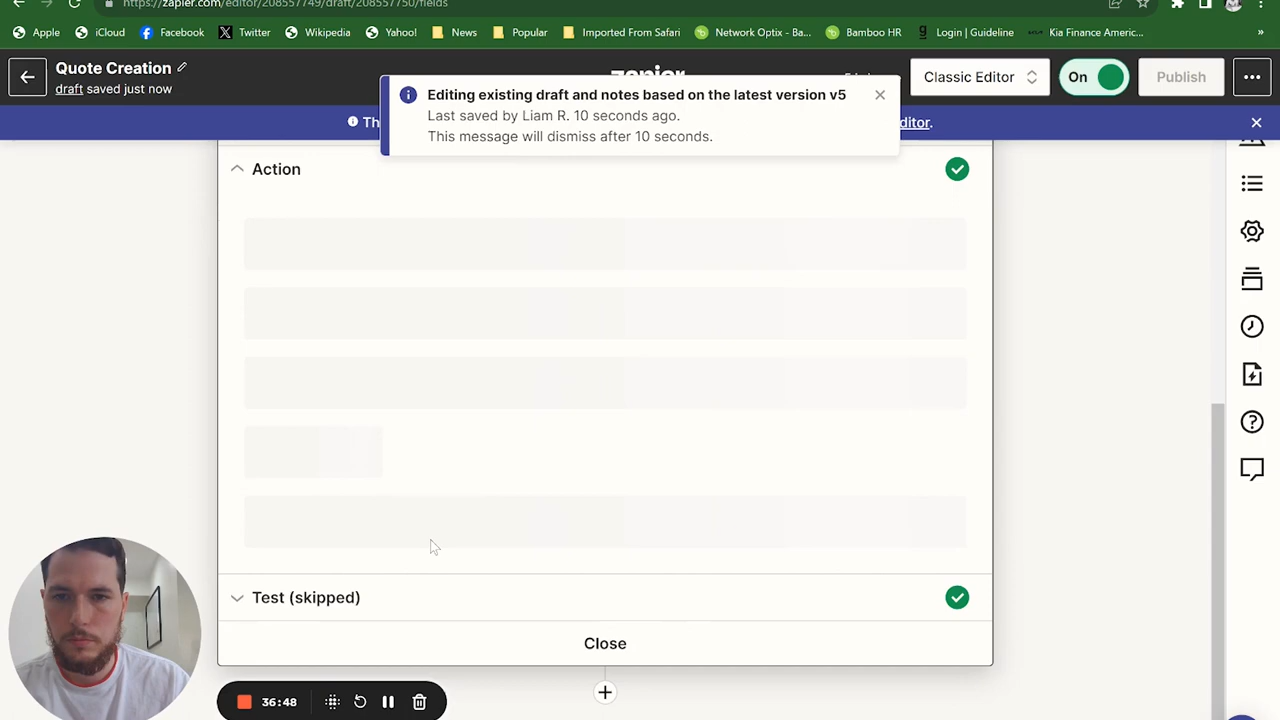 https://zapier.com/editor/208557749/draft/208557750/fields
Apple
iCloud
Facebook
Twitter
Wikipedia
Yahoo!
News
Popular
Imported From Safari
Network Optix - Ba...
Bamboo HR
Login | Guideline
Kia Finance Americ...
»
Quote Creation
draft saved just now
zapier
Classic Editor
On
Publish
Editing existing draft and notes based on the latest version v5
Last saved by Liam R. 10 seconds ago.
This message will dismiss after 10 seconds.
Th
editor.
Action
Test (skipped)
Close
36:48